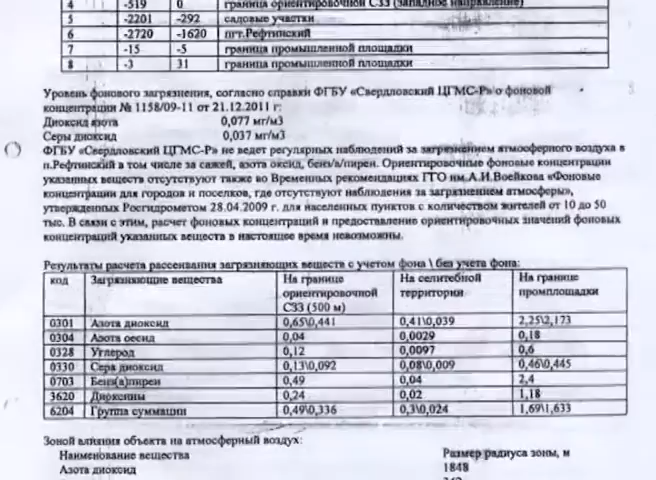 4 -519 0 граница ориентировочной СЗЗ (западное направление)
5 -2201 -292 садовые участки
6 -2720 -1620 пгт.Рефтинский
7 -15 -5 граница промышленной площадки
8 -3 31 граница промышленной площадки
Уровень фонового загрязнения, согласно справки ФГБУ «Свердловский ЦГМС-Р» о фоновой
концентрации № 1158/09-11 от 21.12.2011 г:
Диоксид азота 0,077 мг/м3
Серы диоксид 0,037 мг/м3
ФГБУ «Свердловский ЦГМС-Р» не ведет регулярных наблюдений за загрязнением атмосферного воздуха в
п.Рефтинский в том числе за сажей, азота оксид, бенз/а/пирен. Ориентировочные фоновые концентрации
указанных веществ отсутствуют также во Временных рекомендациях ГГО им.А.И.Воейкова «Фоновые
концентрации для городов и поселков, где отсутствуют наблюдения за загрязнением атмосферы»,
утвержденных Росгидрометом 28.04.2009 г. для населенных пунктов с количеством жителей от 10 до 50
тыс. В связи с этим, расчет фоновых концентраций и предоставление ориентировочных значений фоновых
концентраций указанных веществ в настоящее время невозможны.
Результаты расчета рассеивания загрязняющих веществ с учетом фона \ без учета фона:
код Загрязняющие вещества На границе ориентировочной СЗЗ (500 м) На селитебной территории На границе промплощадки
0301 Азота диоксид 0,65\0,441 0,41\0,039 2,25\2,173
0304 Азота оксид 0,04 0,0029 0,18
0328 Углерод 0,12 0,0097 0,6
0330 Сера диоксид 0,13\0,092 0,08\0,009 0,46\0,445
0703 Бенз(а)пирен 0,49 0,04 2,4
3620 Диоксины 0,24 0,02 1,18
6204 Группа суммации 0,49\0,336 0,3\0,024 1,69\1,633
Зоной влияния объекта на атмосферный воздух:
Наименование вещества Размер радиуса зоны, м
Азота диоксид 1848